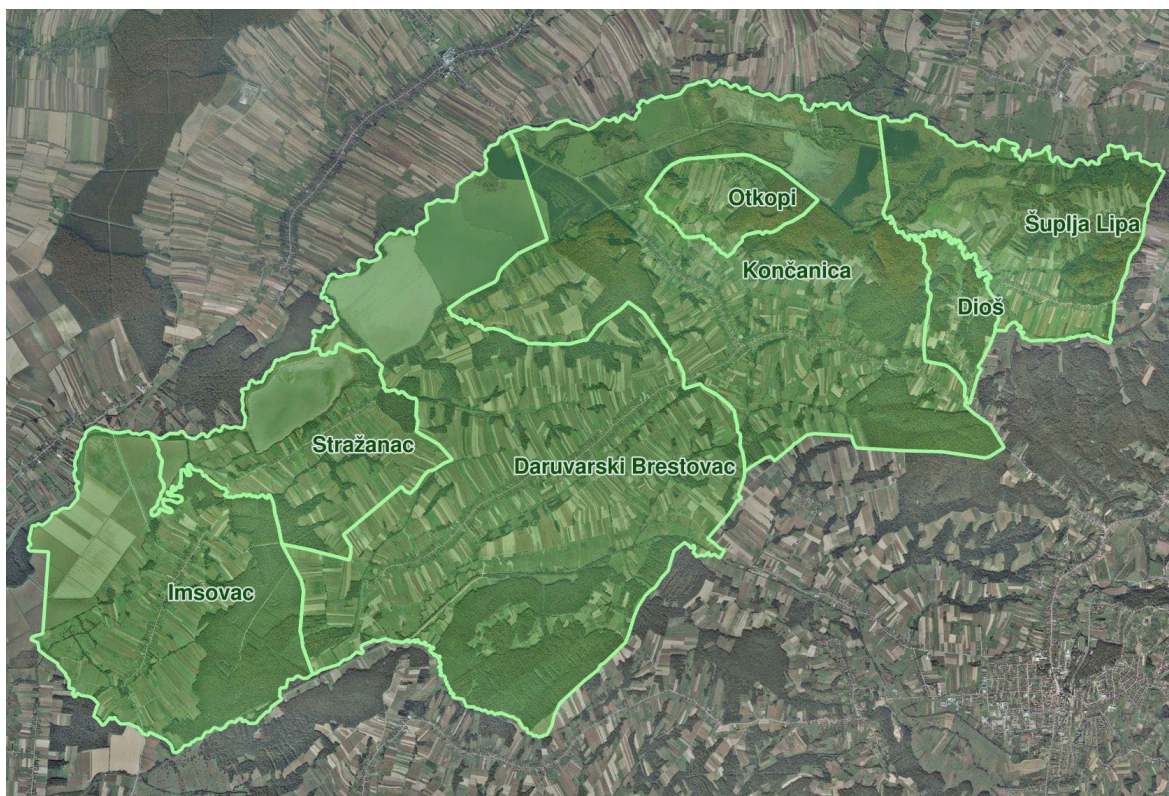 Otkopi
Šuplja Lipa
Končanica
Dioš
Stražanac
Daruvarski Brestovac
Imsovac